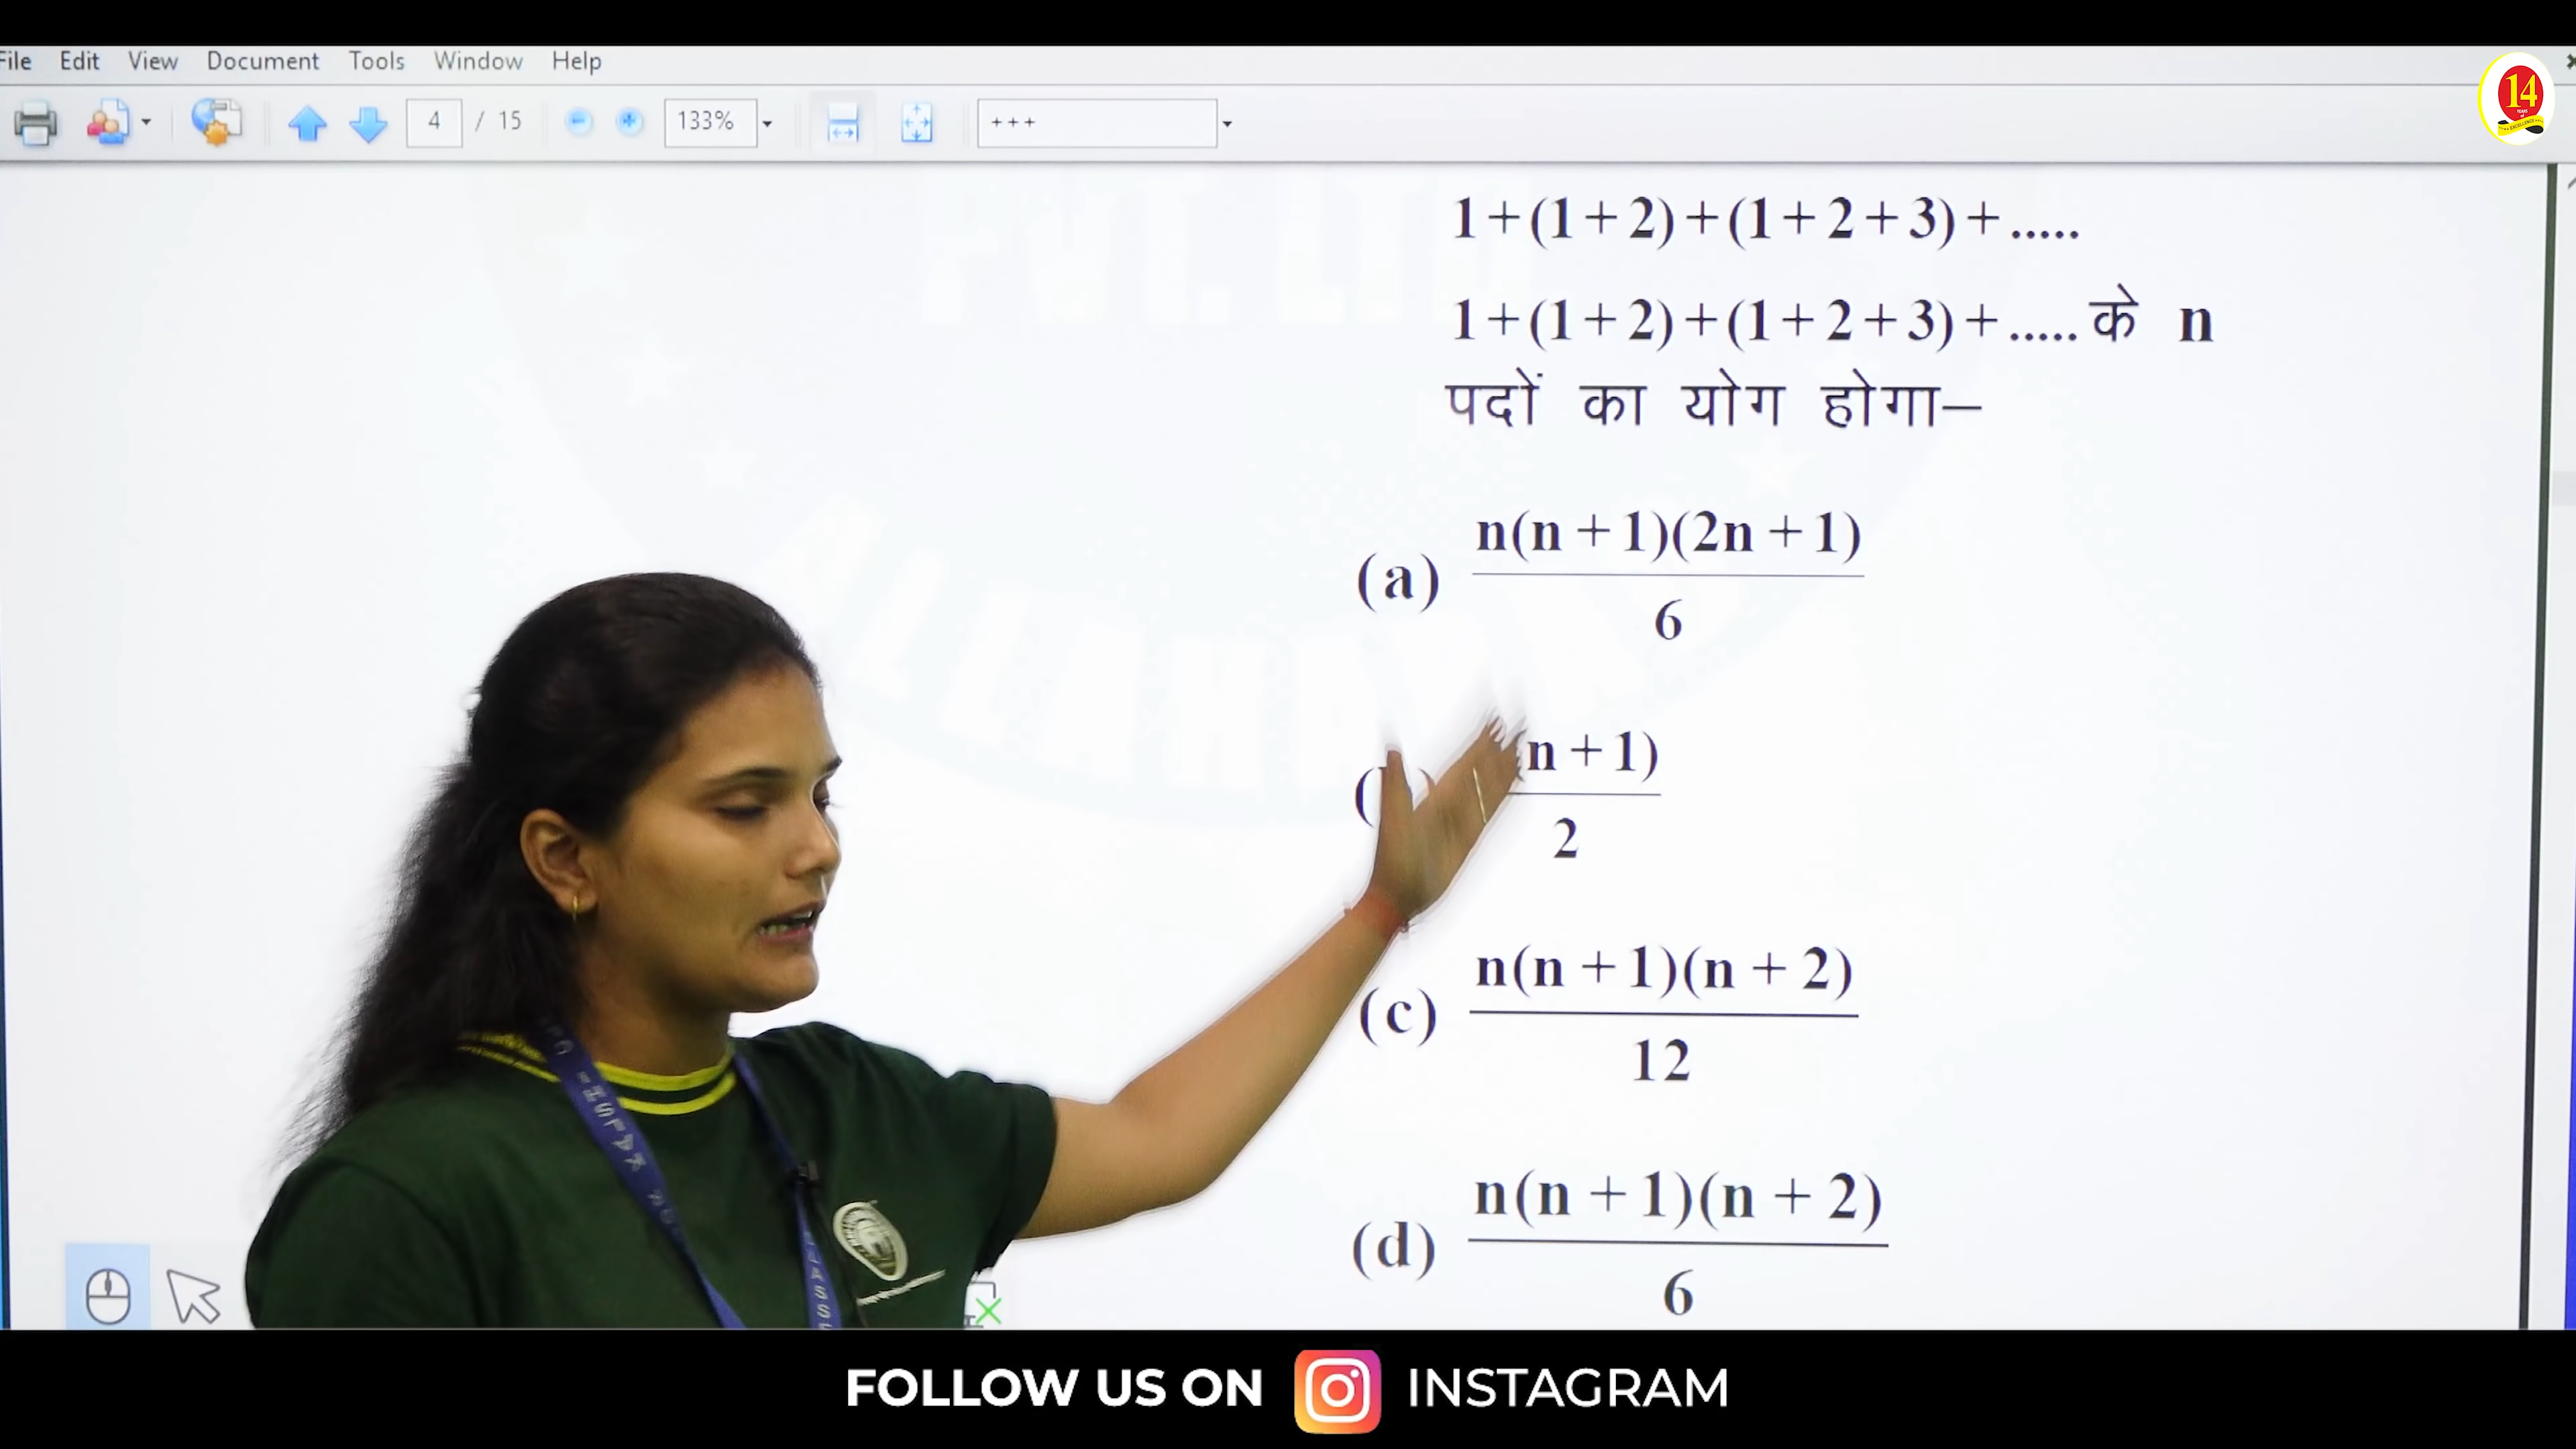 File Edit View Document Tools Window Help
4 / 15 133% +++
14
1+(1+2)+(1+2+3)+.....
1+(1+2)+(1+2+3)+.....के n
पदों का योग होगा–
(a) n(n+1)(2n+1)
6
(n+1)
2
(c) n(n+1)(n+2)
12
(d) n(n+1)(n+2)
6
FOLLOW US ON INSTAGRAM